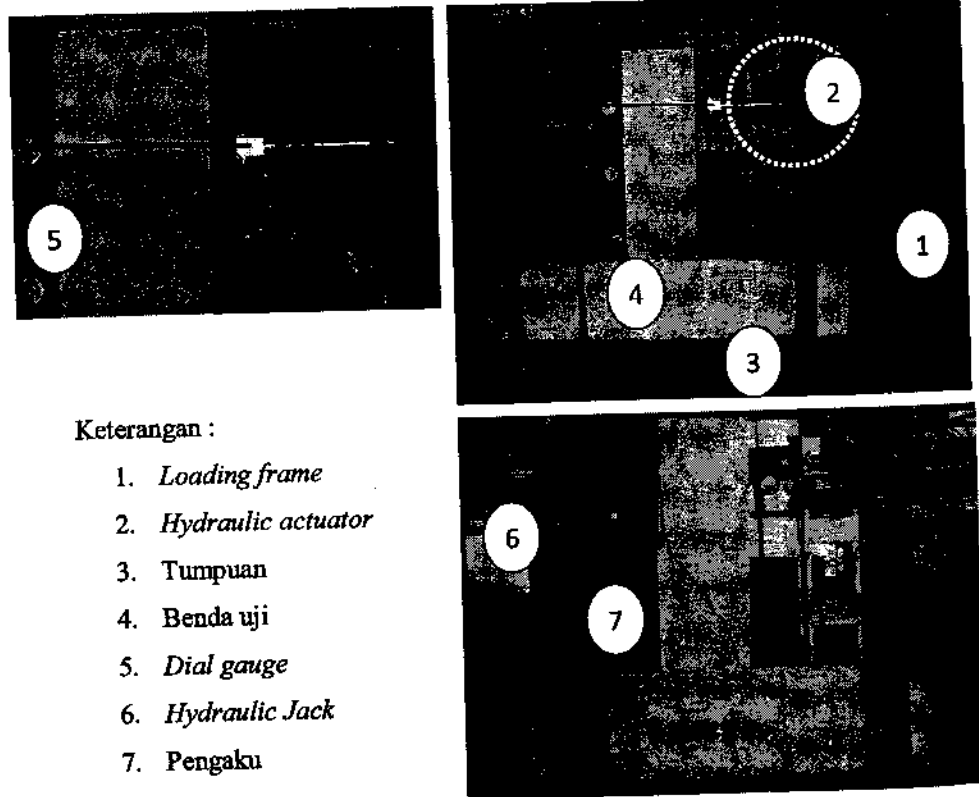 5
2
1
4
3
Keterangan :
1. Loading frame
2. Hydraulic actuator
3. Tumpuan
4. Benda uji
5. Dial gauge
6. Hydraulic Jack
7. Pengaku
6
7